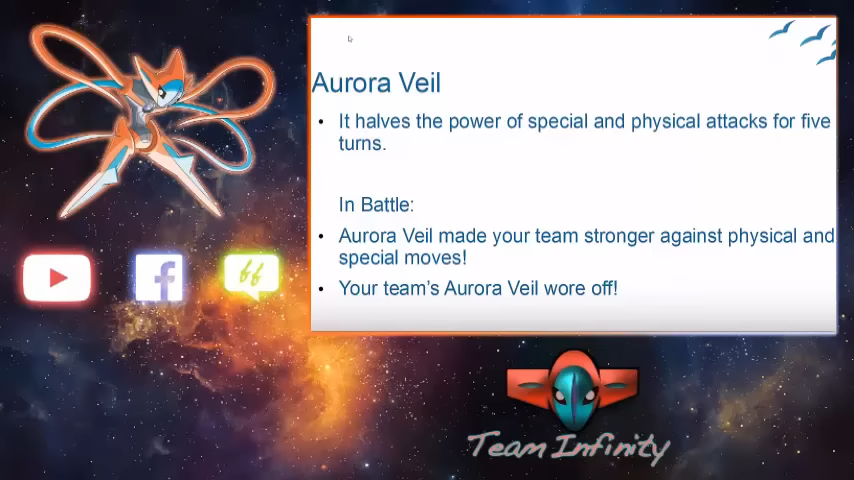 Aurora Veil
• It halves the power of special and physical attacks for five
turns.
In Battle:
• Aurora Veil made your team stronger against physical and
special moves!
• Your team's Aurora Veil wore off!
f
Team Infinity